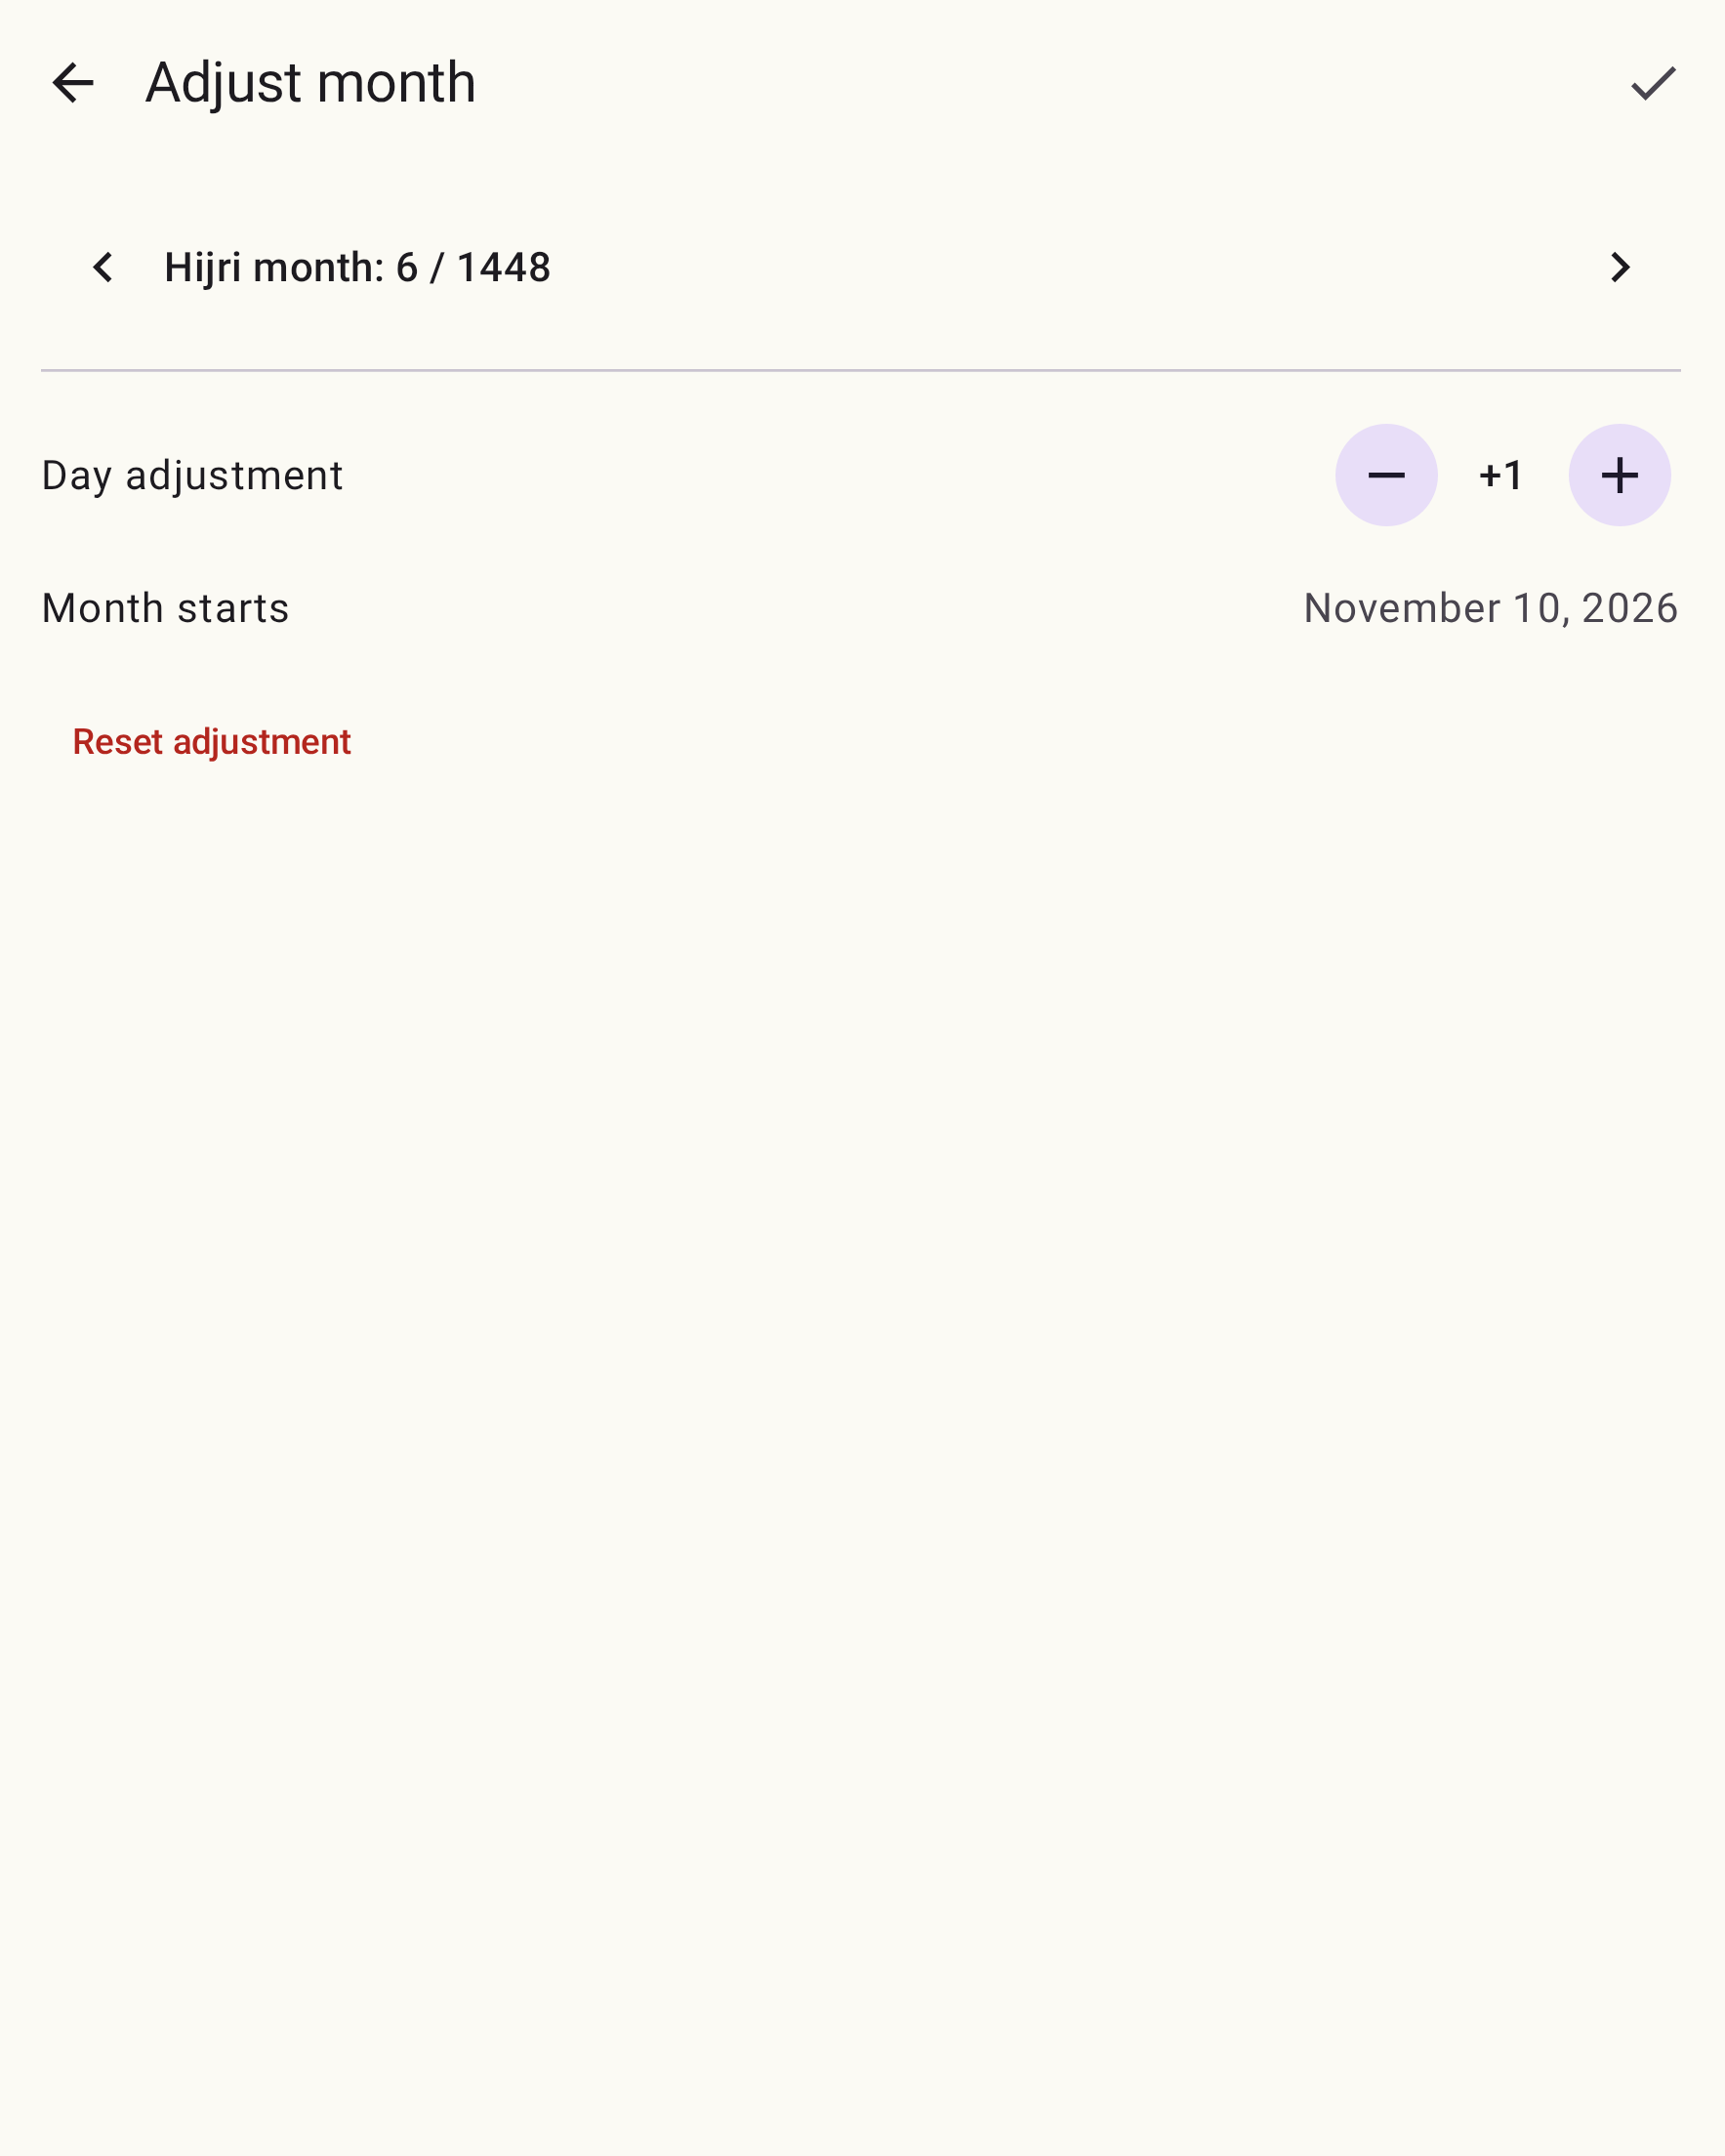 Adjust month
Hijri month: 6 / 1448
Day adjustment +1
Month starts November 10, 2026
Reset adjustment